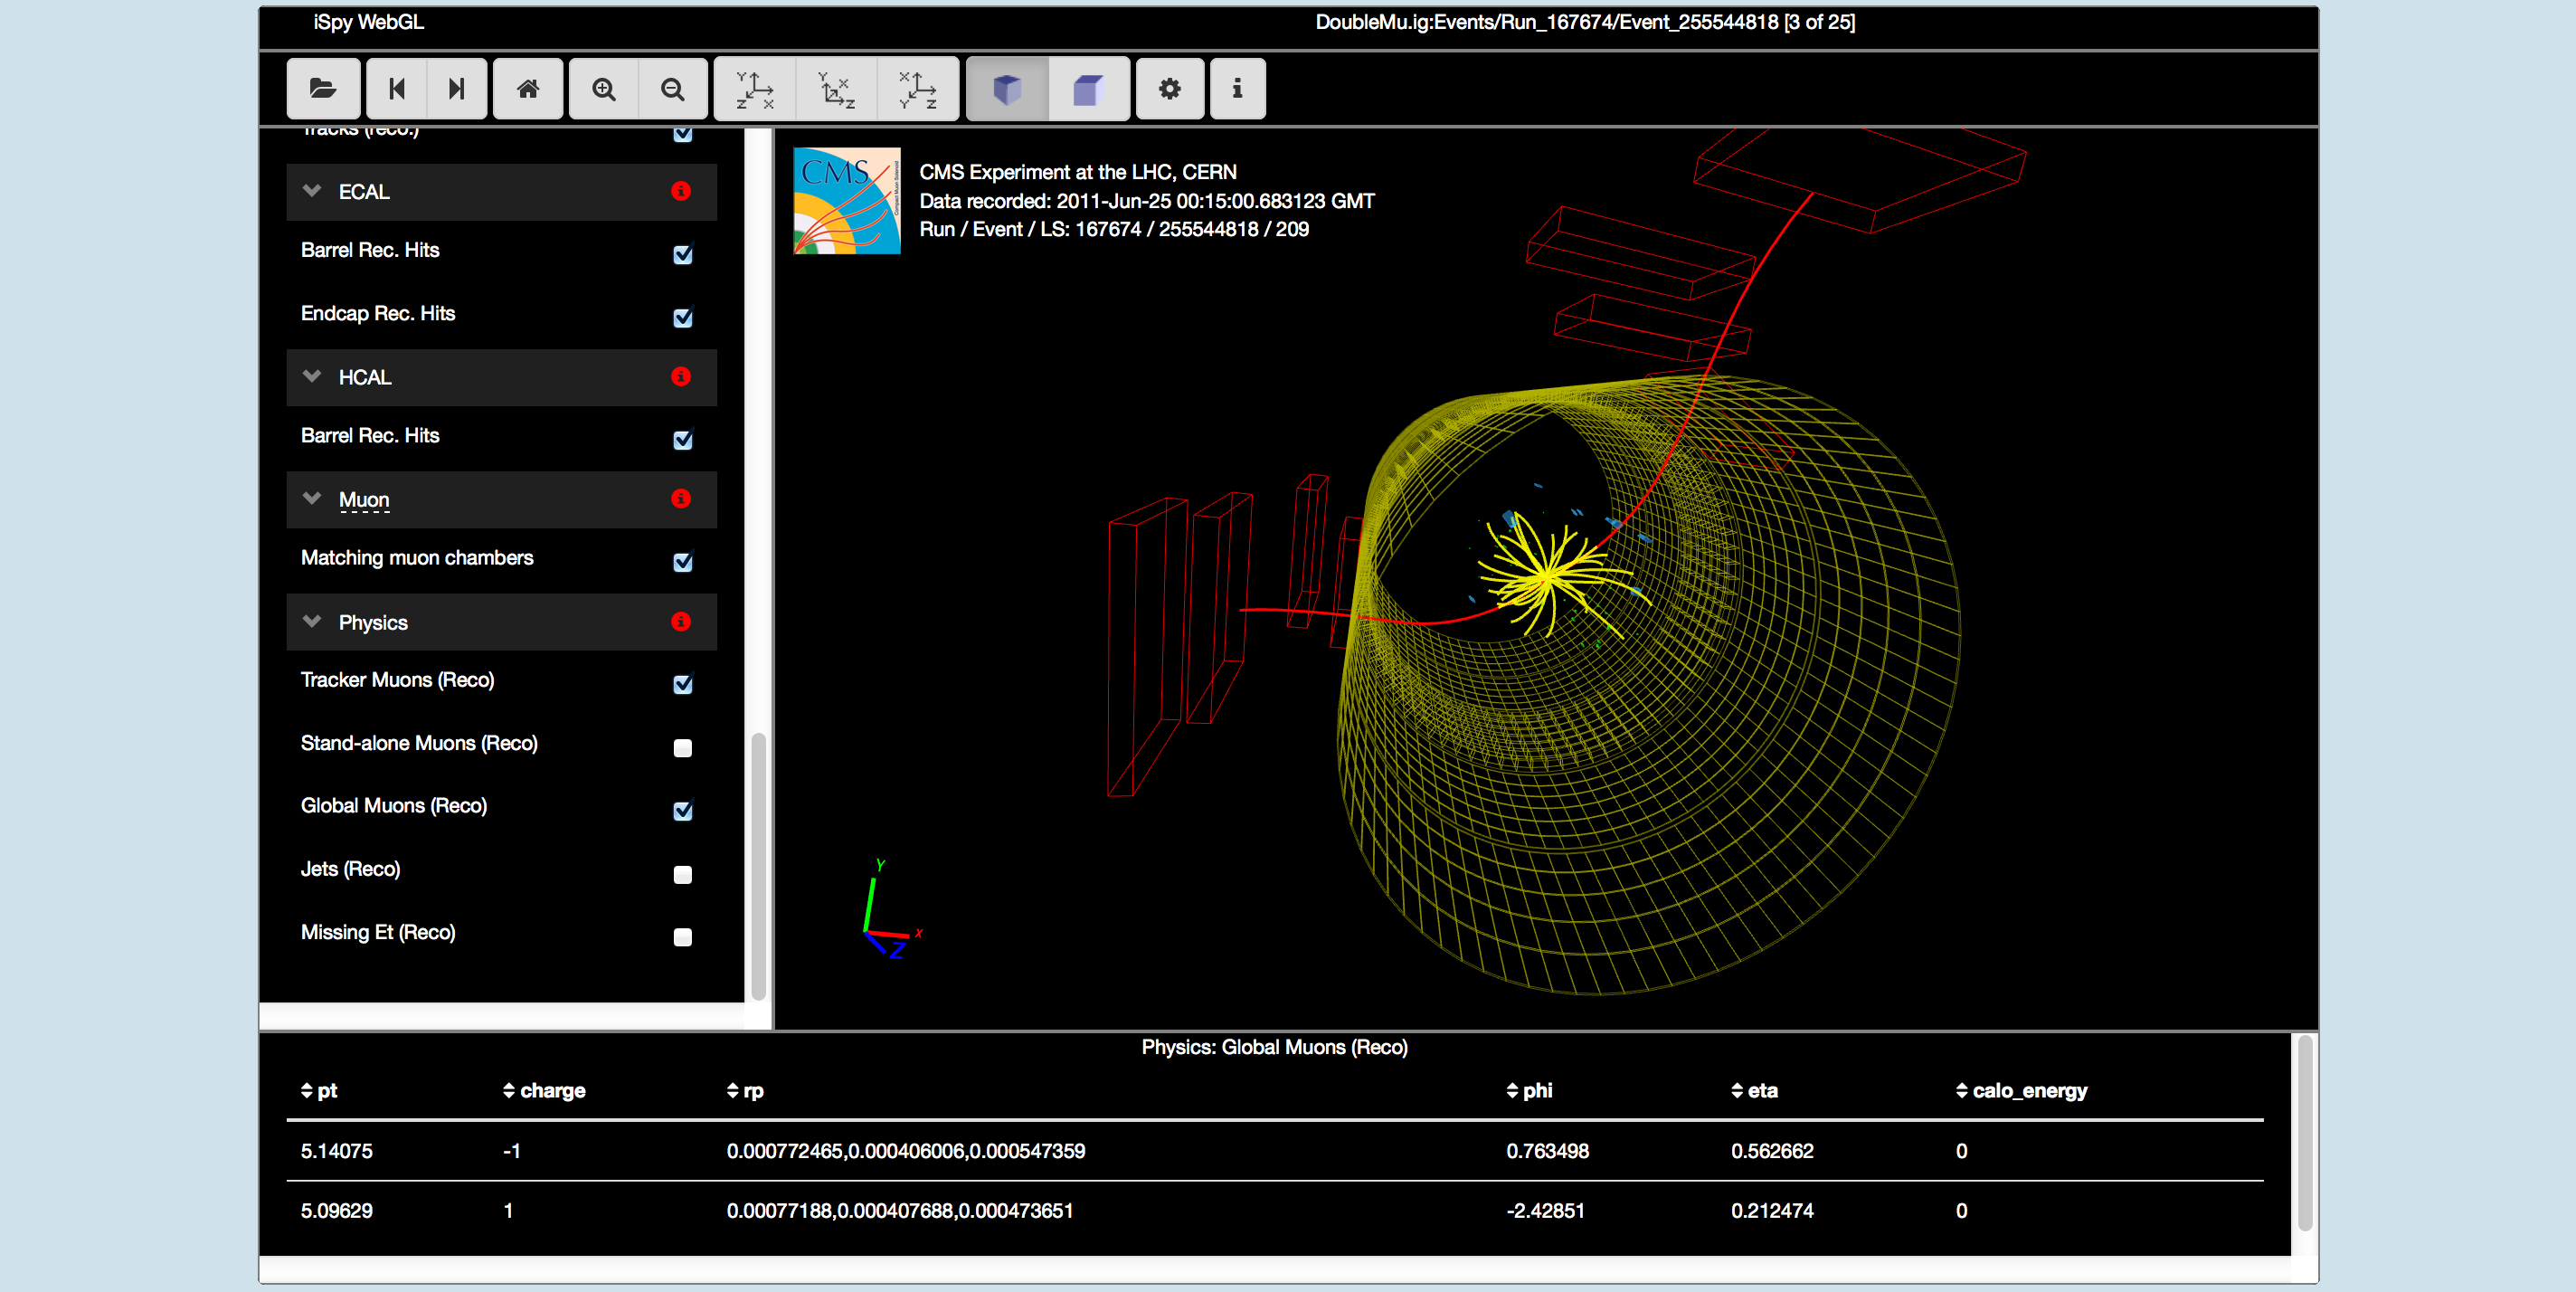 iSpy WebGL
DoubleMu.ig:Events/Run_167674/Event_255544818 [3 of 25]
Y
Z X
Y
X
Z
X
Y Z
Tracks (reco.)
ECAL
Barrel Rec. Hits
Endcap Rec. Hits
HCAL
Barrel Rec. Hits
Muon
Matching muon chambers
Physics
Tracker Muons (Reco)
Stand-alone Muons (Reco)
Global Muons (Reco)
Jets (Reco)
Missing Et (Reco)
CMS
CMS Experiment at the LHC, CERN
Data recorded: 2011-Jun-25 00:15:00.683123 GMT
Run / Event / LS: 167674 / 255544818 / 209
Y
X
Z
Physics: Global Muons (Reco)
pt charge rp phi eta calo_energy
5.14075 -1 0.000772465,0.000406006,0.000547359 0.763498 0.562662 0
5.09629 1 0.00077188,0.000407688,0.000473651 -2.42851 0.212474 0